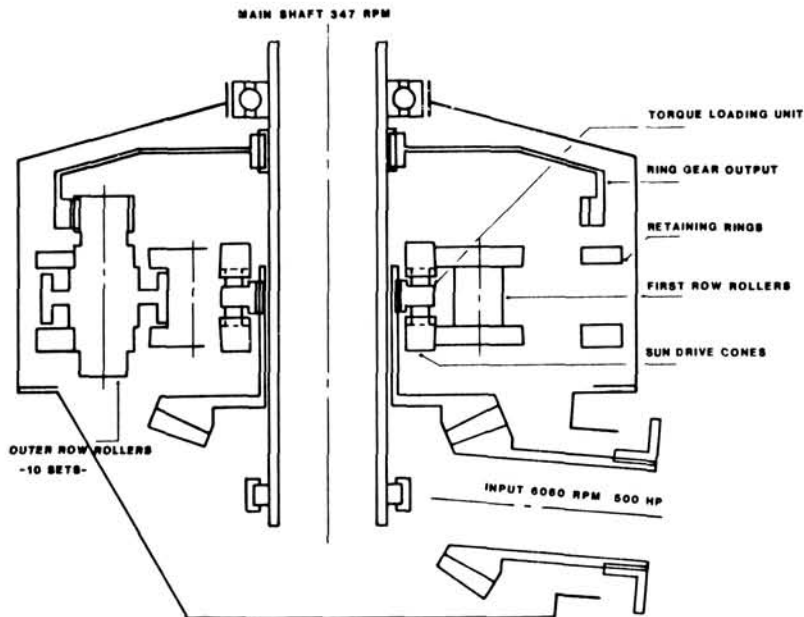 MAIN SHAFT 347 RPM
TORQUE LOADING UNIT
RING GEAR OUTPUT
RETAINING RINGS
FIRST ROW ROLLERS
SUN DRIVE CONES
OUTER ROW ROLLERS
-10 SETS-
INPUT 6060 RPM 500 HP